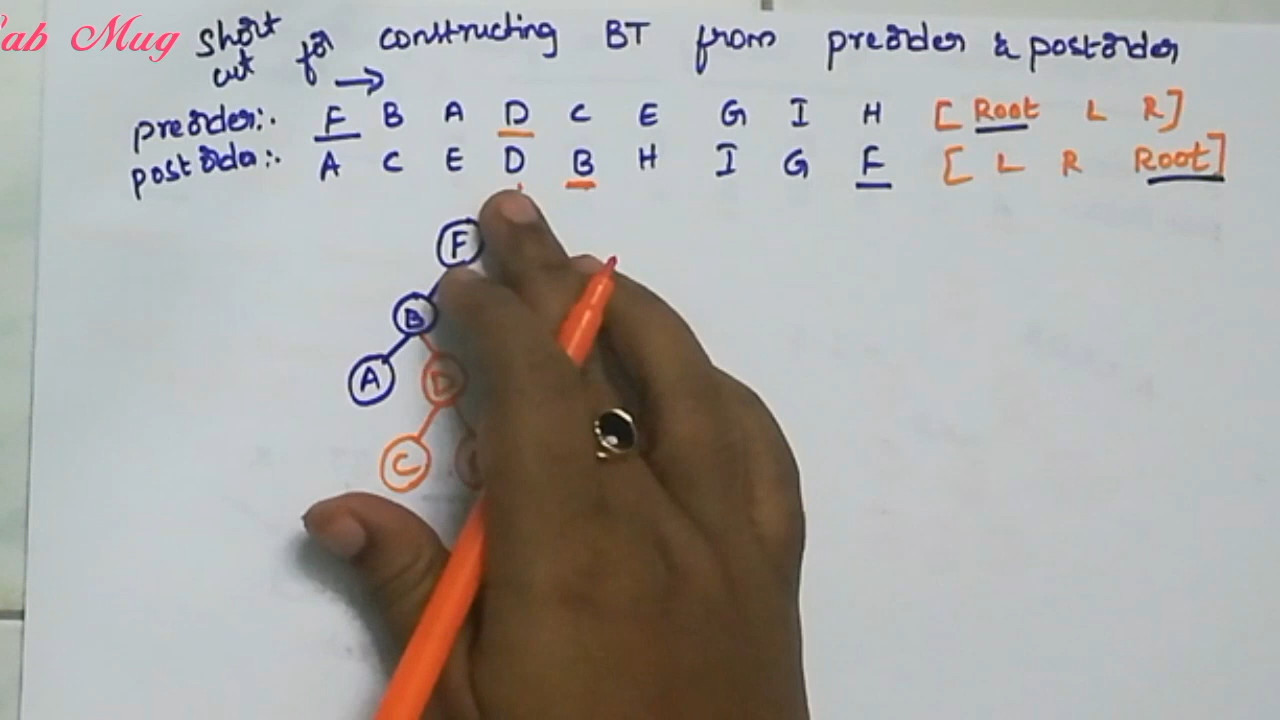 ab Mug
short cut for constructing BT from preorder & postorder
preorder:. F B A D C E G I H [Root L R]
postorder:. A C E D B H I G F [L R Root]
F
B
A D
C